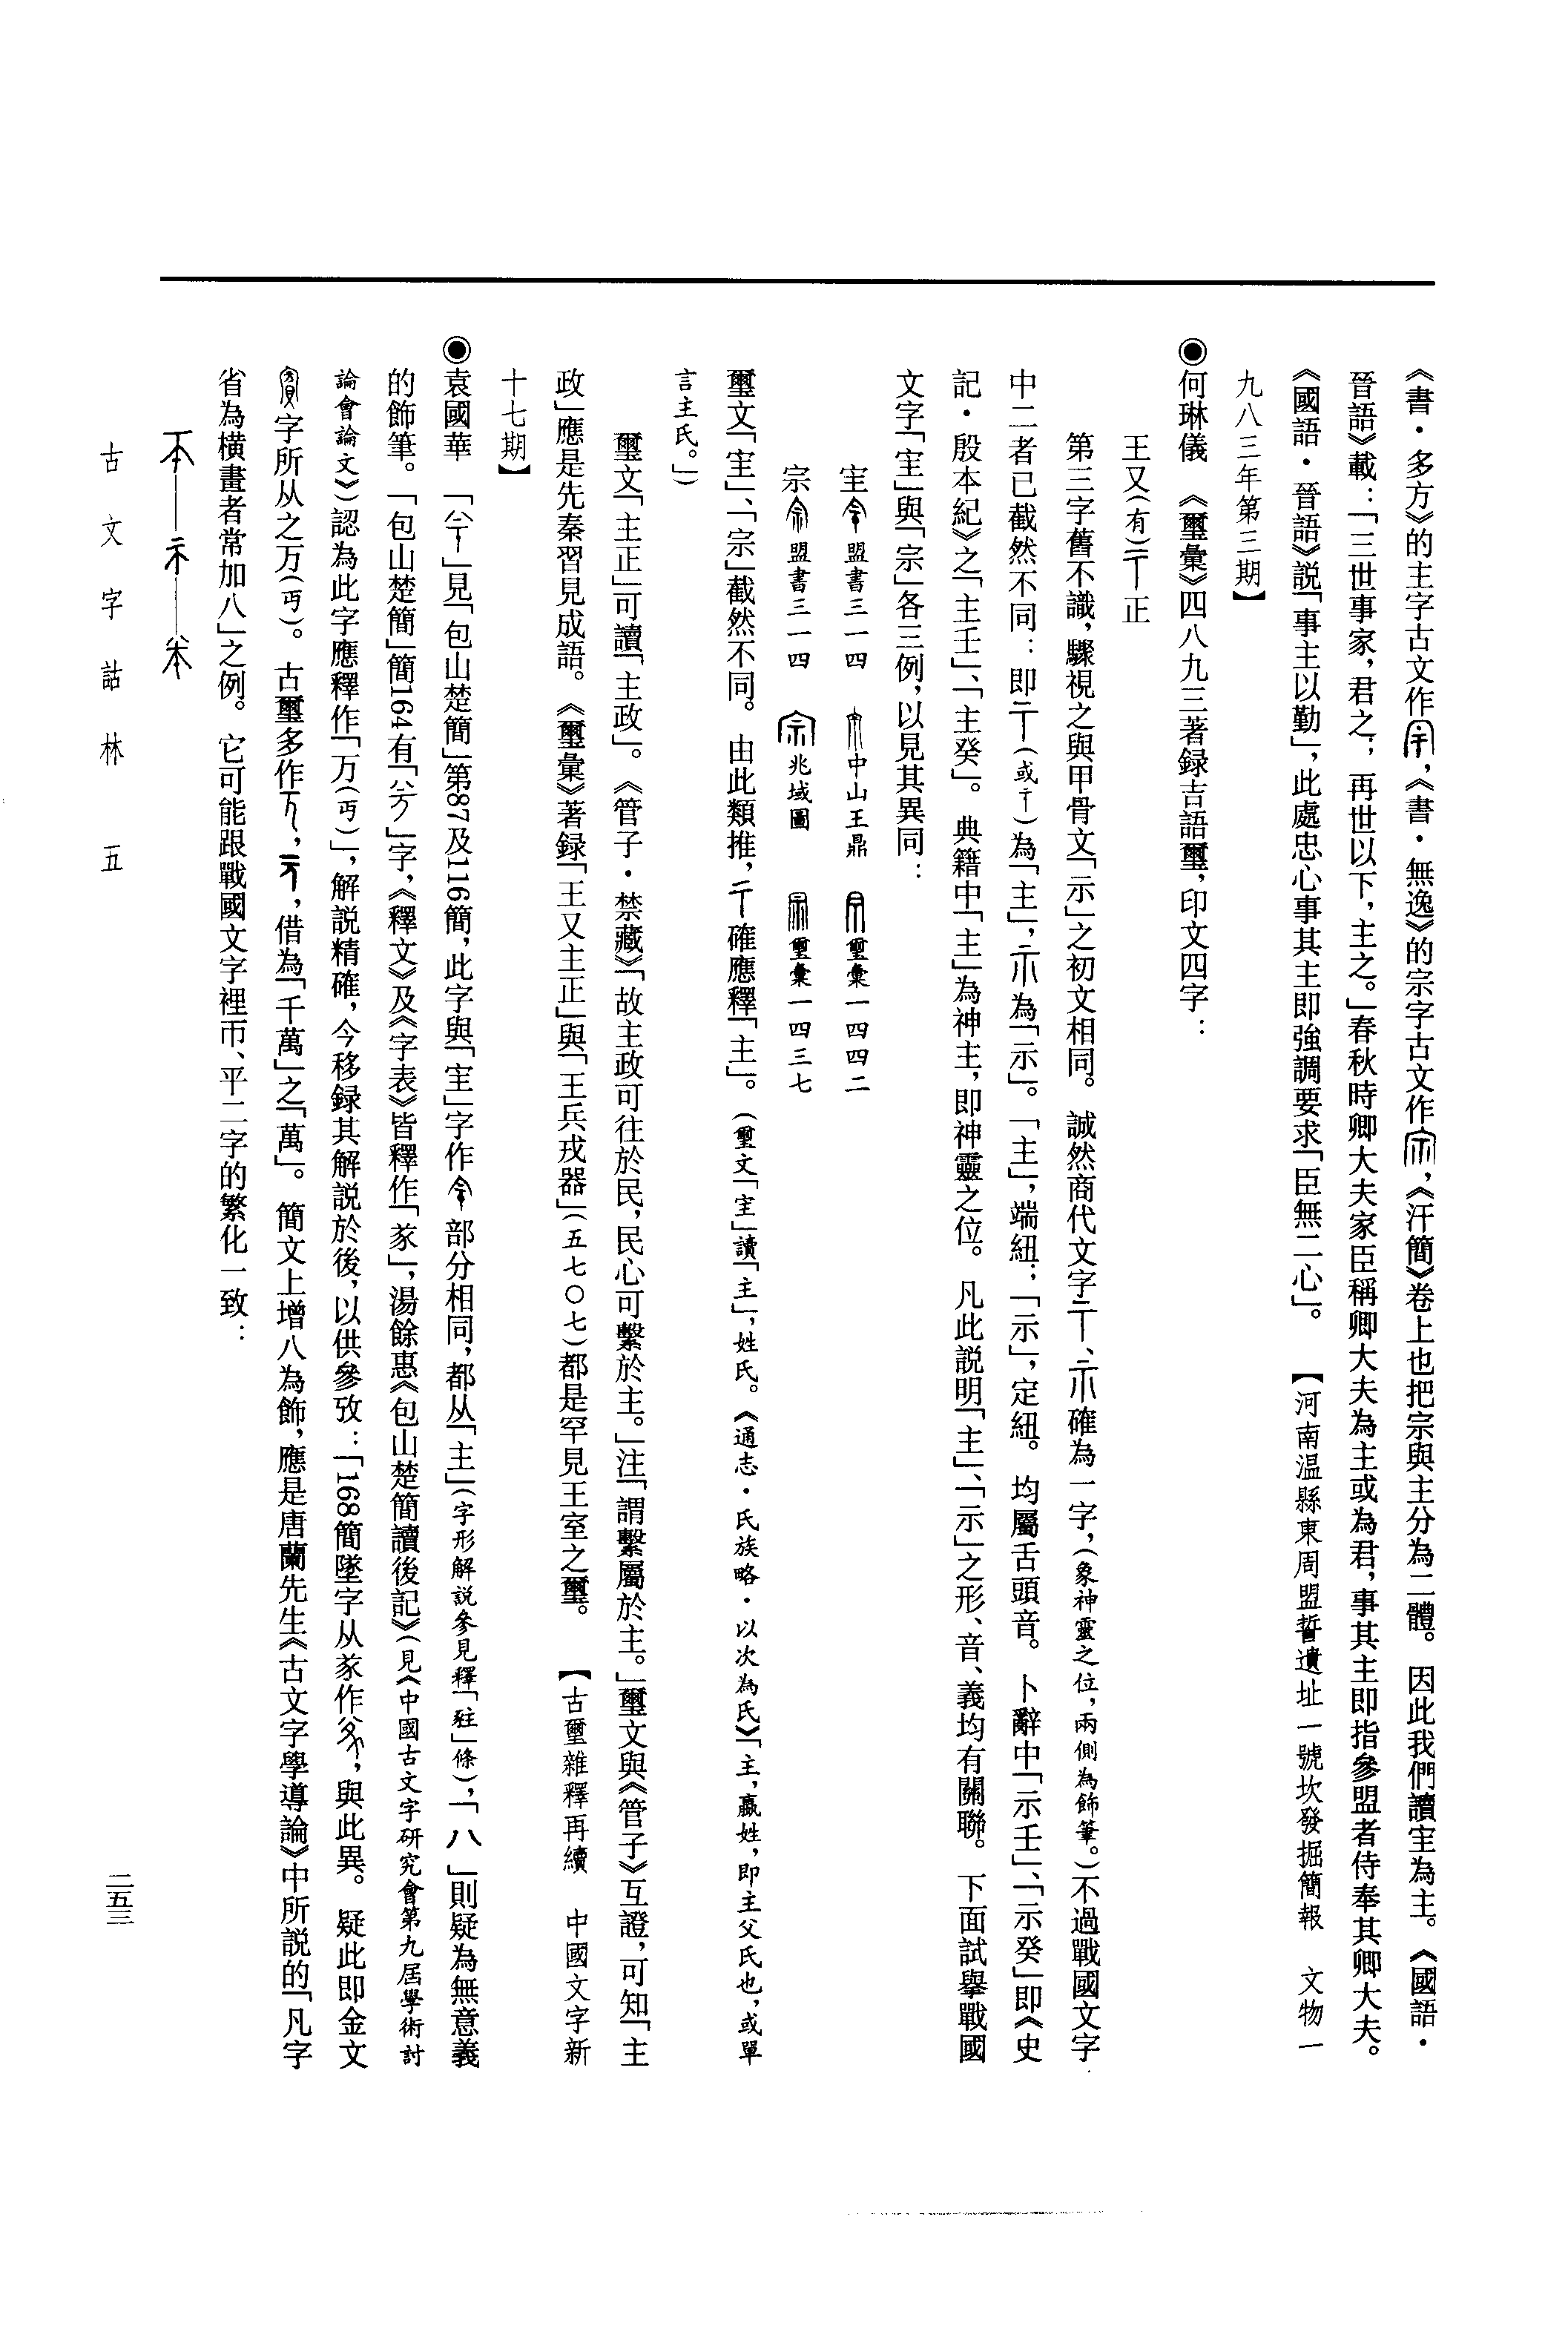 《書·多方》的主字古文作，《書·無逸》的宗字古文作，《汗簡》卷上也把宗與主分為二體。因此我們讀宔為主。《國語·
晉語》載：「三世事家，君之；再世以下，主之。」春秋時卿大夫家臣稱卿大夫為主或為君，事其主即指參盟者侍奉其卿大夫。
《國語·晉語》説「事主以勤」，此處忠心事其主即強調要求「臣無二心」。【河南温縣東周盟誓遺址一號坎發掘簡報　文物一
九八三年第三期】
◉何琳儀　《璽彙》四八九三著録吉語璽，印文四字：
王又（有）正
第三字舊不識，驟視之與甲骨文「示」之初文相同。誠然商代文字、確為一字，（象神靈之位，兩側為飾筆。）不過戰國文字
中二者已截然不同：即（或）為「主」，為「示」。「主」，端紐；「示」，定紐。均屬舌頭音。卜辭中「示壬」、「示癸」即《史
記·殷本紀》之「主壬」、「主癸」。典籍中「主」為神主，即神靈之位。凡此説明「主」、「示」之形、音、義均有關聯。下面試舉戰國
文字「宔」與「宗」各三例，以見其異同：
宔　盟書三一四　中山王鼎　璽彙一四四二
宗　盟書三一四　兆域圖　璽彙一四三七
璽文「宔」、「宗」截然不同。由此類推，確應釋「主」。（璽文「宔」讀「主」，姓氏。《通志·氏族略·以次為氏》「主，嬴姓，即主父氏也，或單
言主氏。」）
璽文「主正」可讀「主政」。《管子·禁藏》「故主政可往於民，民心可繫於主。」注「謂繫屬於主。」璽文與《管子》互證，可知「主
政」應是先秦習見成語。《璽彙》著録「王又主正」與「王兵戎器」（五七〇七）都是罕見王室之璽。【古璽雜釋再續　中國文字新
十七期】
◉袁國華　「」見「包山楚簡」第87及116簡，此字與「宔」字作部分相同，都从「主」（字形解説參見釋「駐」條），「八」則疑為無意義
的飾筆。「包山楚簡」簡164有「」字，《釋文》及《字表》皆釋作「㒸」，湯餘惠《包山楚簡讀後記》（見《中國古文字研究會第九屆學術討
論會論文》）認為此字應釋作「万（丏）」，解説精確，今移録其解説於後，以供參攷：「168簡墜字从㒸作，與此異。疑此即金文
字所从之万（丏）。古璽多作，，借為「千萬」之「萬」。簡文上增八為飾，應是唐蘭先生《古文字學導論》中所説的「凡字
省為橫畫者常加八」之例。它可能跟戰國文字裡帀、平二字的繁化一致：
古文字詁林　五
二五三